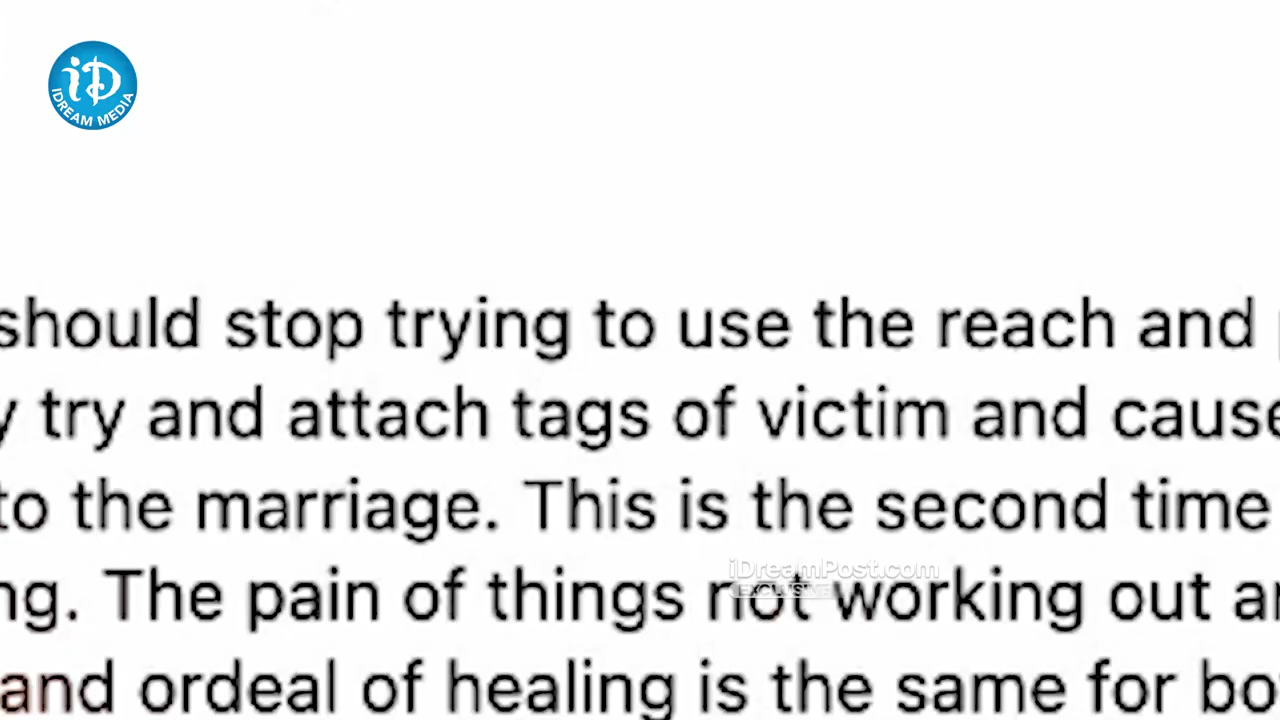 iD
IDREAM MEDIA
should stop trying to use the reach and
try and attach tags of victim and cause
to the marriage. This is the second time
ng. The pain of things not working out
iDreamPost.com
EXCLUSIVE
and ordeal of healing is the same for